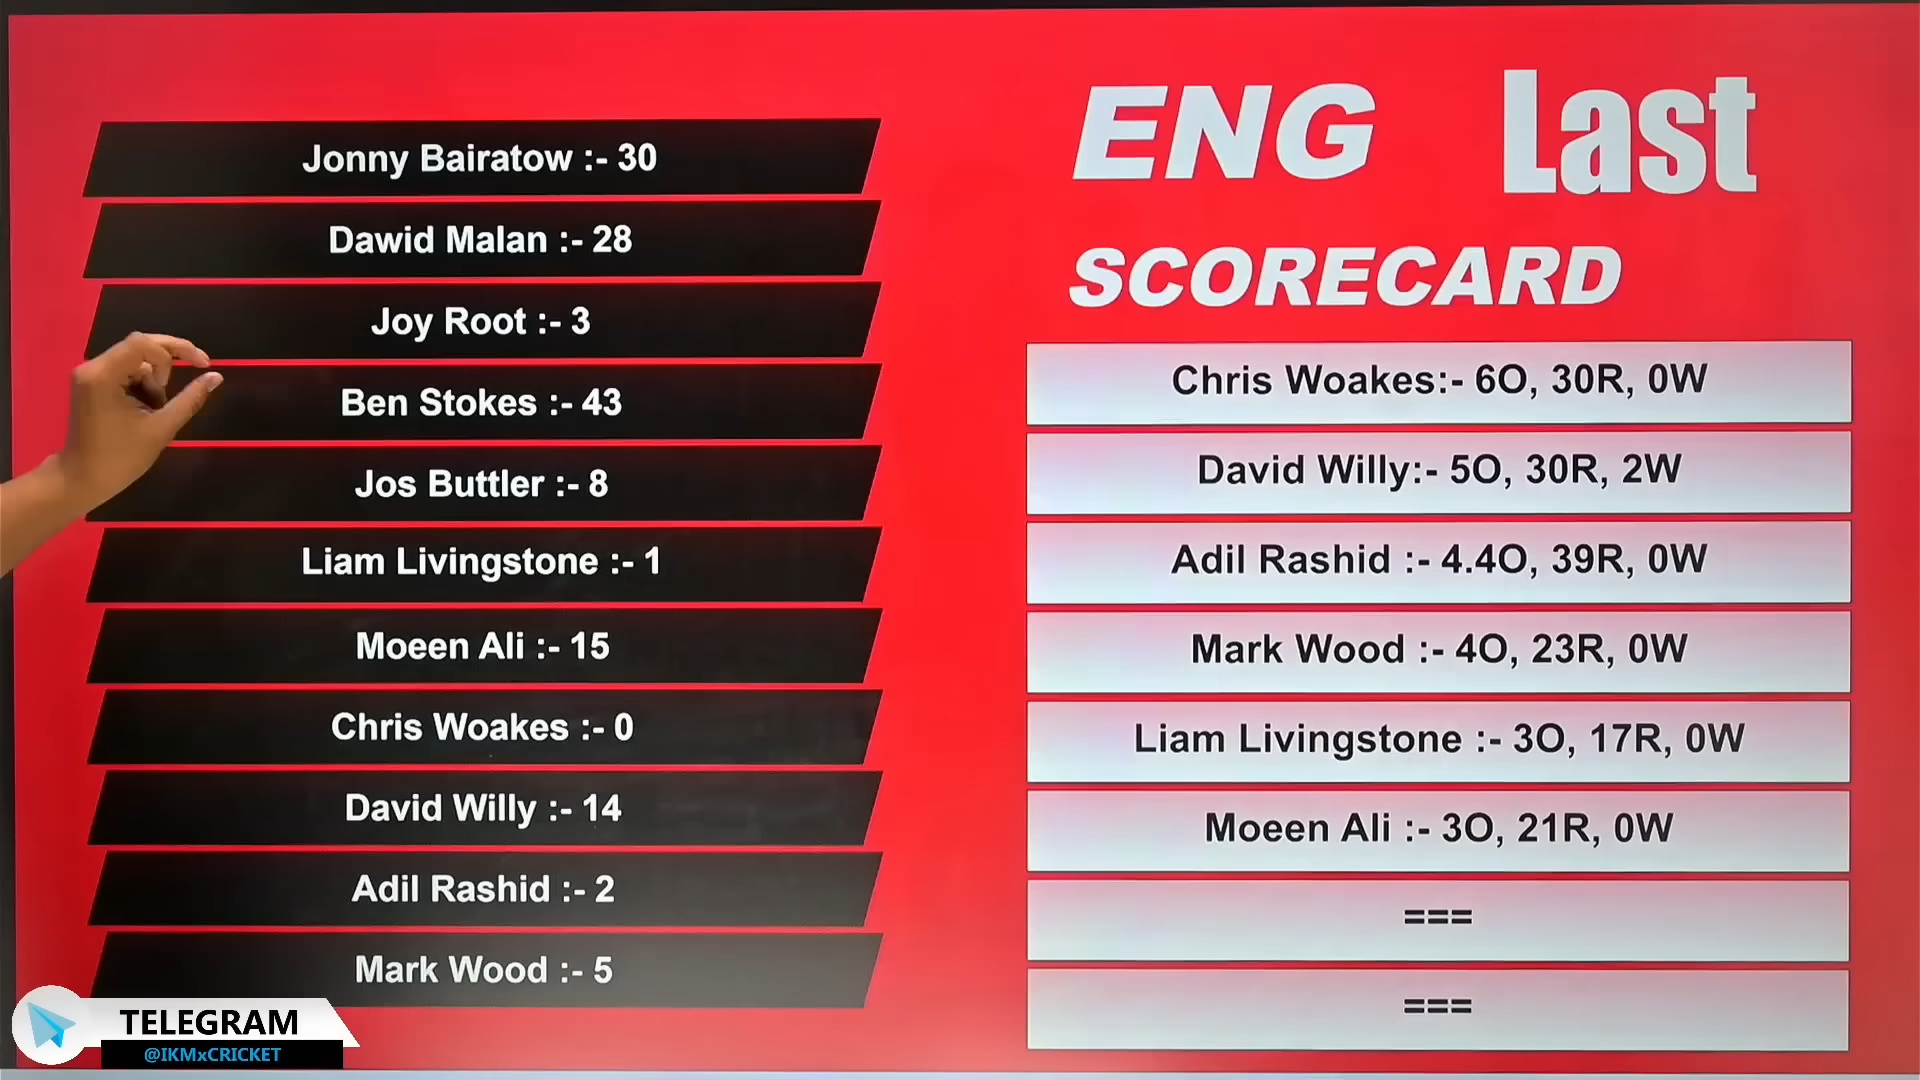 Jonny Bairatow :- 30
Dawid Malan :- 28
Joy Root :- 3
Ben Stokes :- 43
Jos Buttler :- 8
Liam Livingstone :- 1
Moeen Ali :- 15
Chris Woakes :- 0
David Willy :- 14
Adil Rashid :- 2
Mark Wood :- 5
ENG Last
SCORECARD
Chris Woakes:- 6O, 30R, 0W
David Willy:- 5O, 30R, 2W
Adil Rashid :- 4.4O, 39R, 0W
Mark Wood :- 4O, 23R, 0W
Liam Livingstone :- 3O, 17R, 0W
Moeen Ali :- 3O, 21R, 0W
===
===
TELEGRAM
@IKMxCRICKET